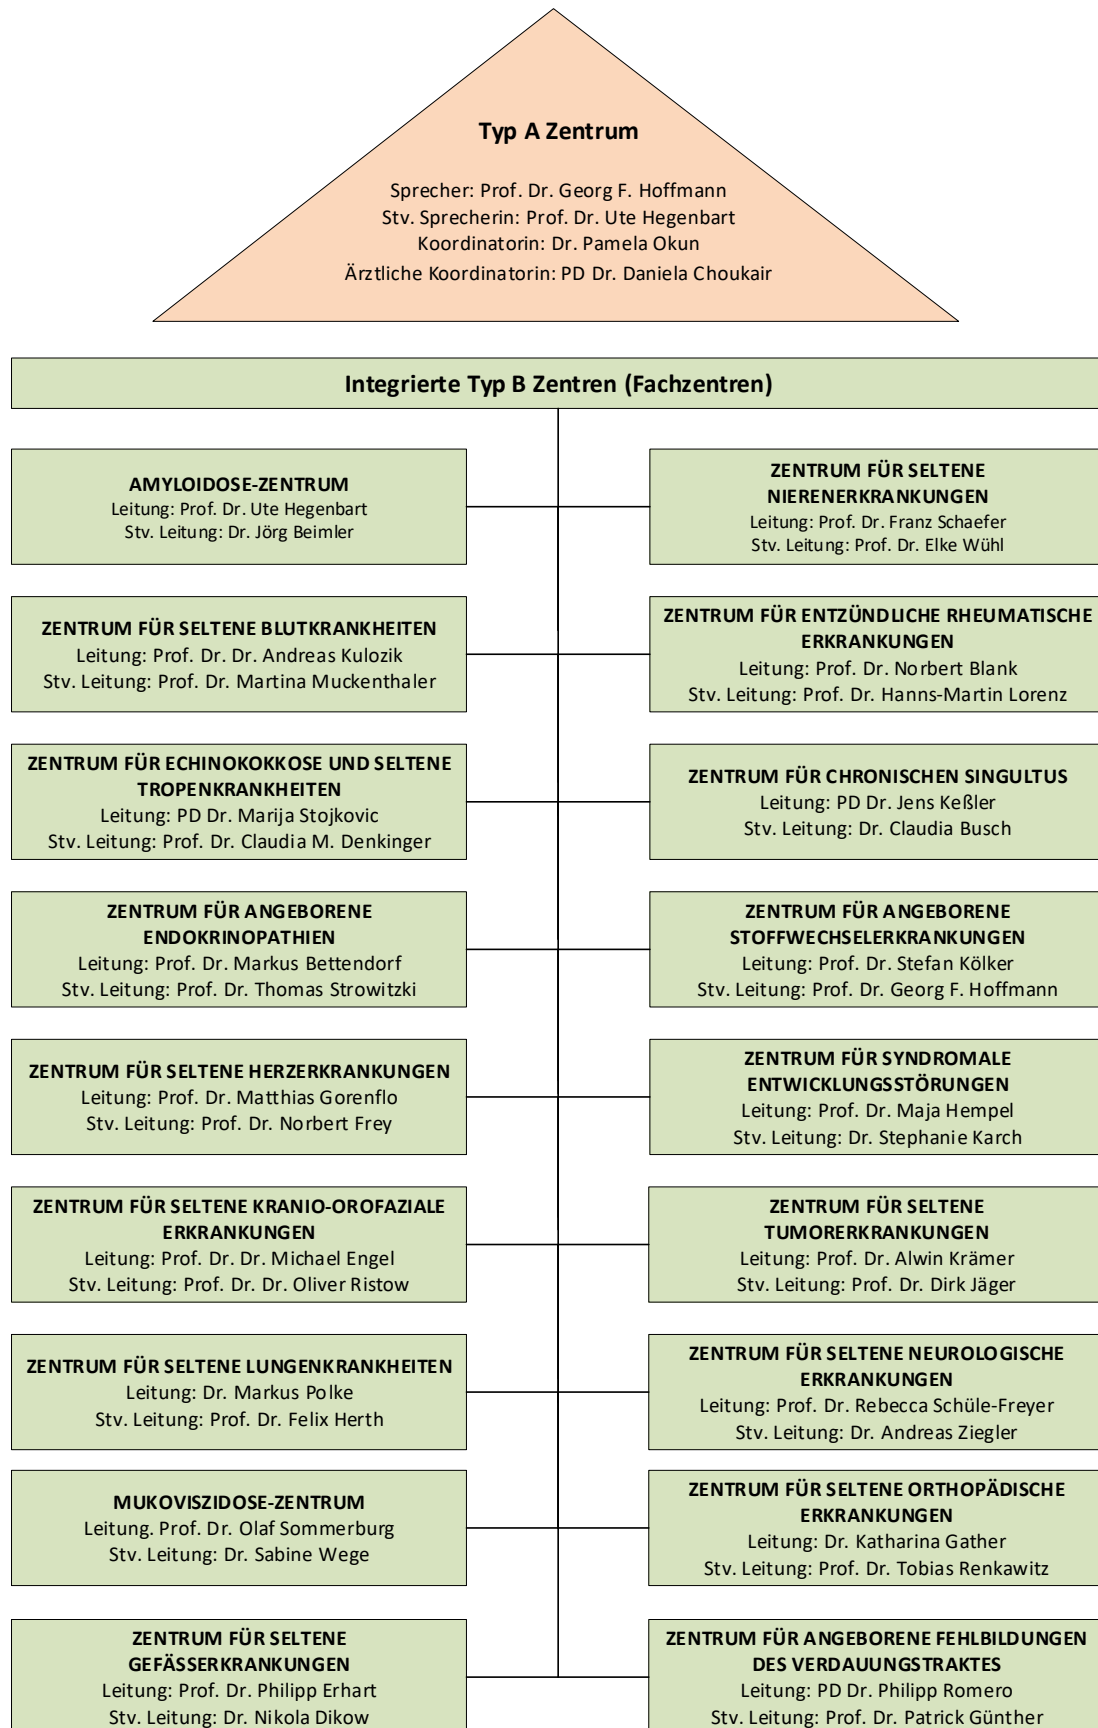 Typ A Zentrum
Sprecher: Prof. Dr. Georg F. Hoffmann
Stv. Sprecherin: Prof. Dr. Ute Hegenbart
Koordinatorin: Dr. Pamela Okun
Ärztliche Koordinatorin: PD Dr. Daniela Choukair
Integrierte Typ B Zentren (Fachzentren)
AMYLOIDOSE-ZENTRUM
Leitung: Prof. Dr. Ute Hegenbart
Stv. Leitung: Dr. Jörg Beimler
ZENTRUM FÜR SELTENE
NIERENERKRANKUNGEN
Leitung: Prof. Dr. Franz Schaefer
Stv. Leitung: Prof. Dr. Elke Wühl
ZENTRUM FÜR SELTENE BLUTKRANKHEITEN
Leitung: Prof. Dr. Dr. Andreas Kulozik
Stv. Leitung: Prof. Dr. Martina Muckenthaler
ZENTRUM FÜR ENTZÜNDLICHE RHEUMATISCHE
ERKRANKUNGEN
Leitung: Prof. Dr. Norbert Blank
Stv. Leitung: Prof. Dr. Hanns-Martin Lorenz
ZENTRUM FÜR ECHINOKOKKOSE UND SELTENE
TROPENKRANKHEITEN
Leitung: PD Dr. Marija Stojkovic
Stv. Leitung: Prof. Dr. Claudia M. Denkinger
ZENTRUM FÜR CHRONISCHEN SINGULTUS
Leitung: PD Dr. Jens Keßler
Stv. Leitung: Dr. Claudia Busch
ZENTRUM FÜR ANGEBORENE
ENDOKRINOPATHIEN
Leitung: Prof. Dr. Markus Bettendorf
Stv. Leitung: Prof. Dr. Thomas Strowitzki
ZENTRUM FÜR ANGEBORENE
STOFFWECHSELERKRANKUNGEN
Leitung: Prof. Dr. Stefan Kölker
Stv. Leitung: Prof. Dr. Georg F. Hoffmann
ZENTRUM FÜR SELTENE HERZERKRANKUNGEN
Leitung: Prof. Dr. Matthias Gorenflo
Stv. Leitung: Prof. Dr. Norbert Frey
ZENTRUM FÜR SYNDROMALE
ENTWICKLUNGSSTÖRUNGEN
Leitung: Prof. Dr. Maja Hempel
Stv. Leitung: Dr. Stephanie Karch
ZENTRUM FÜR SELTENE KRANIO-OROFAZIALE
ERKRANKUNGEN
Leitung: Prof. Dr. Dr. Michael Engel
Stv. Leitung: Prof. Dr. Dr. Oliver Ristow
ZENTRUM FÜR SELTENE
TUMORERKRANKUNGEN
Leitung: Prof. Dr. Alwin Krämer
Stv. Leitung: Prof. Dr. Dirk Jäger
ZENTRUM FÜR SELTENE LUNGENKRANKHEITEN
Leitung: Dr. Markus Polke
Stv. Leitung: Prof. Dr. Felix Herth
ZENTRUM FÜR SELTENE NEUROLOGISCHE
ERKRANKUNGEN
Leitung: Prof. Dr. Rebecca Schüle-Freyer
Stv. Leitung: Dr. Andreas Ziegler
MUKOVISZIDOSE-ZENTRUM
Leitung. Prof. Dr. Olaf Sommerburg
Stv. Leitung: Dr. Sabine Wege
ZENTRUM FÜR SELTENE ORTHOPÄDISCHE
ERKRANKUNGEN
Leitung: Dr. Katharina Gather
Stv. Leitung: Prof. Dr. Tobias Renkawitz
ZENTRUM FÜR SELTENE
GEFÄSSERKRANKUNGEN
Leitung: Prof. Dr. Philipp Erhart
Stv. Leitung: Dr. Nikola Dikow
ZENTRUM FÜR ANGEBORENE FEHLBILDUNGEN
DES VERDAUUNGSTRAKTES
Leitung: PD Dr. Philipp Romero
Stv. Leitung: Prof. Dr. Patrick Günther